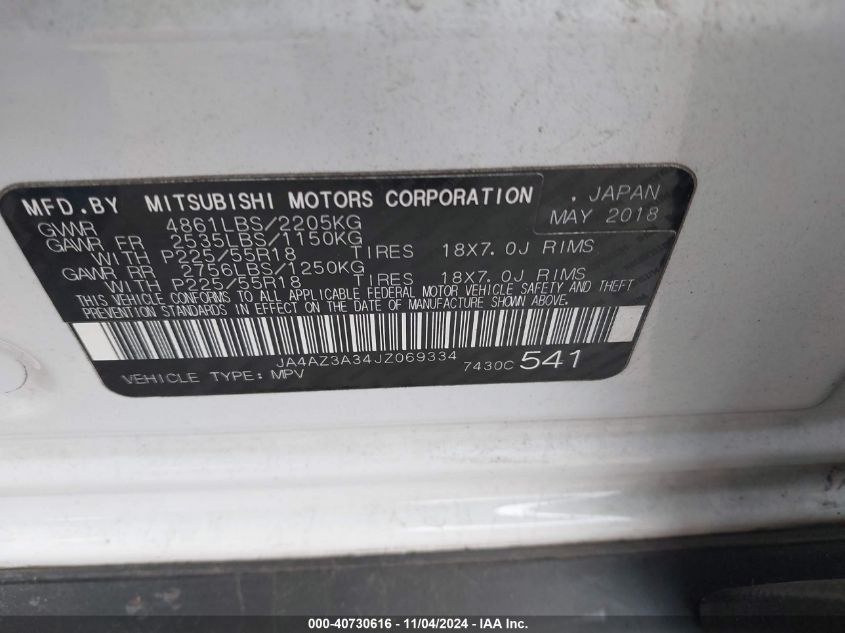 MFD.BY MITSUBISHI MOTORS CORPORATION . JAPAN
MAY 2018
GVWR 4861LBS/2205KG
GAWR FR 2535LBS/1150KG
WITH P225/55R18 TIRES 18X7.0J RIMS
GAWR RR 2756LBS/1250KG
WITH P225/55R18 TIRES 18X7.0J RIMS
THIS VEHICLE CONFORMS TO ALL APPLICABLE FEDERAL MOTOR VEHICLE SAFETY AND THEFT
PREVENTION STANDARDS IN EFFECT ON THE DATE OF MANUFACTURE SHOWN ABOVE.
JA4AZ3A34JZ069334
VEHICLE TYPE: MPV 7430C 541
000-40730616 - 11/04/2024 - IAA Inc.